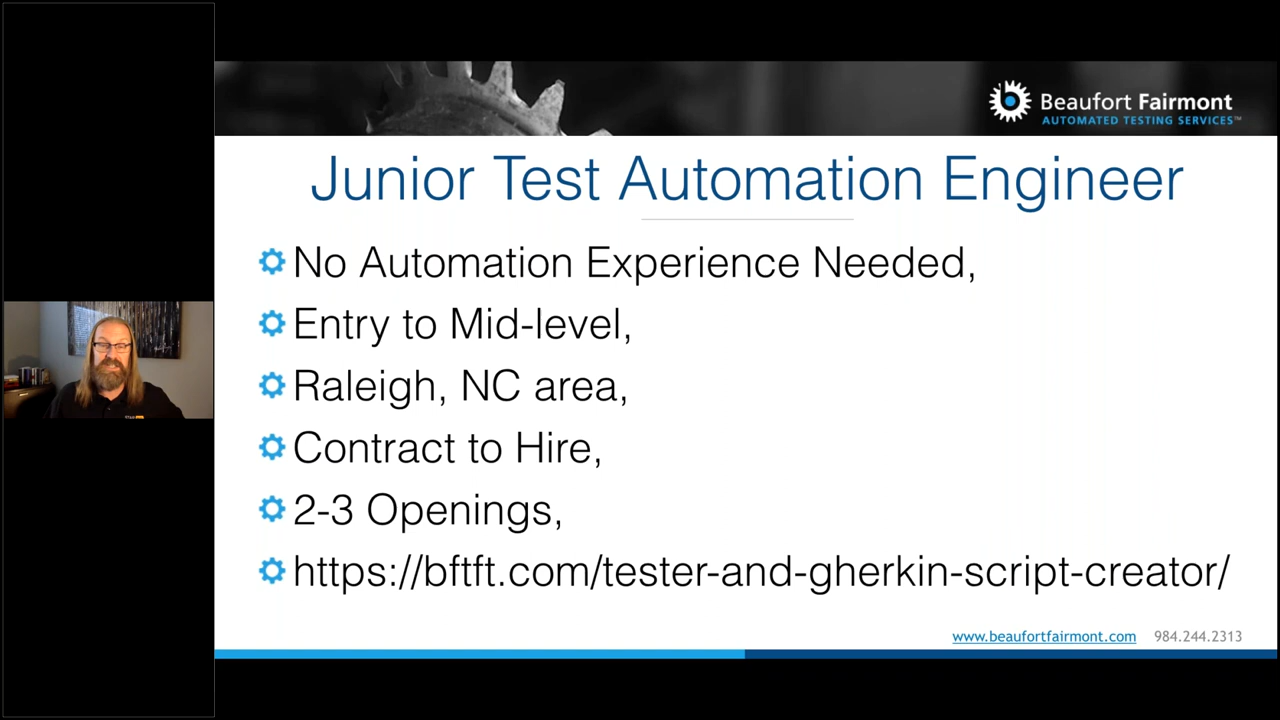 Beaufort Fairmont
AUTOMATED TESTING SERVICES™
Junior Test Automation Engineer
No Automation Experience Needed,
Entry to Mid-level,
Raleigh, NC area,
Contract to Hire,
2-3 Openings,
https://bftft.com/tester-and-gherkin-script-creator/
www.beaufortfairmont.com 984.244.2313